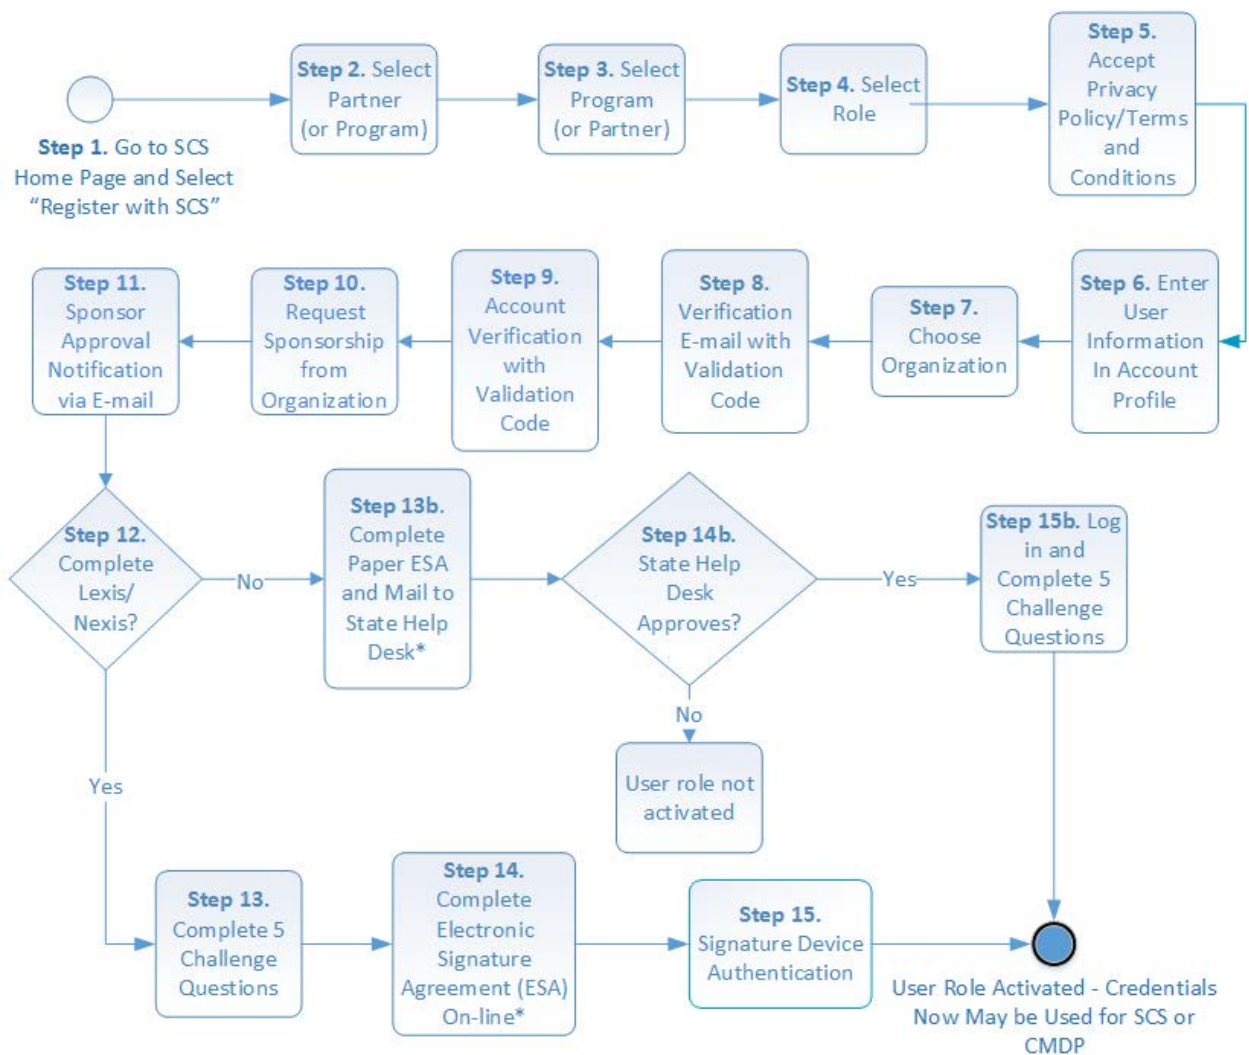 Step 1. Go to SCS
Home Page and Select
“Register with SCS”
Step 2. Select
Partner
(or Program)
Step 3. Select
Program
(or Partner)
Step 4. Select
Role
Step 5.
Accept
Privacy
Policy/Terms
and
Conditions
Step 6. Enter
User
Information
In Account
Profile
Step 7.
Choose
Organization
Step 8.
Verification
E-mail with
Validation
Code
Step 9.
Account
Verification
with
Validation
Code
Step 10.
Request
Sponsorship
from
Organization
Step 11.
Sponsor
Approval
Notification
via E-mail
Step 12.
Complete
Lexis/
Nexis?
No
Step 13b.
Complete
Paper ESA
and Mail to
State Help
Desk*
Step 14b.
State Help
Desk
Approves?
Yes
Step 15b. Log
in and
Complete 5
Challenge
Questions
No
User role not
activated
Yes
Step 13.
Complete 5
Challenge
Questions
Step 14.
Complete
Electronic
Signature
Agreement (ESA)
On-line*
Step 15.
Signature Device
Authentication
User Role Activated - Credentials
Now May be Used for SCS or
CMDP